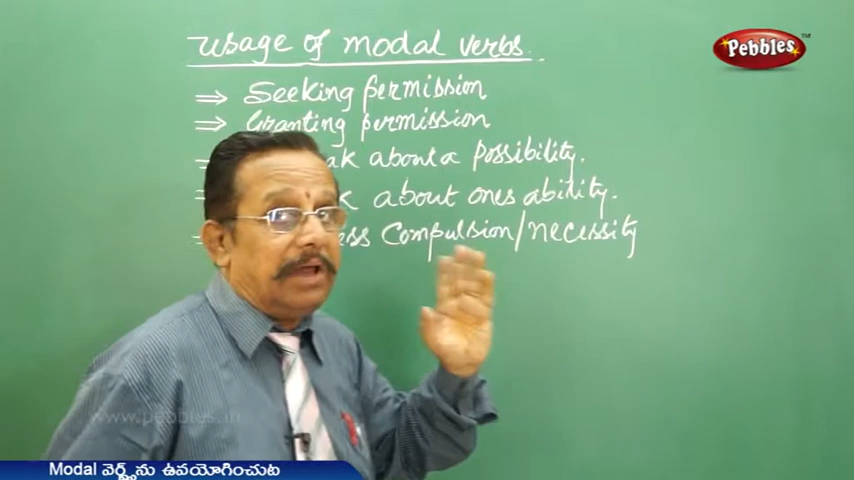 usage of modal verbs.
Pebbles™
⇒ Seeking permission
⇒ Granting permission
about a possibility.
about ones ability.
Compulsion/necessity
www.pebbles.in
Modal వెర్బ్స్‌ను ఉపయోగించుట